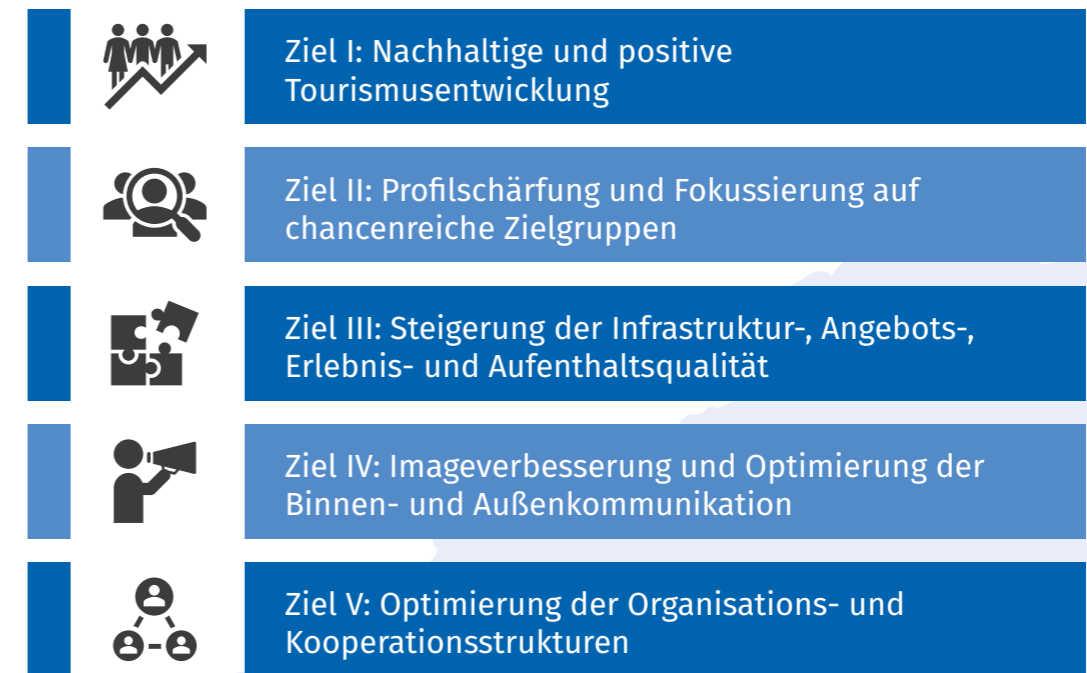 Ziel I: Nachhaltige und positive
Tourismusentwicklung
Ziel II: Profilschärfung und Fokussierung auf
chancenreiche Zielgruppen
Ziel III: Steigerung der Infrastruktur-, Angebots-,
Erlebnis- und Aufenthaltsqualität
Ziel IV: Imageverbesserung und Optimierung der
Binnen- und Außenkommunikation
Ziel V: Optimierung der Organisations- und
Kooperationsstrukturen